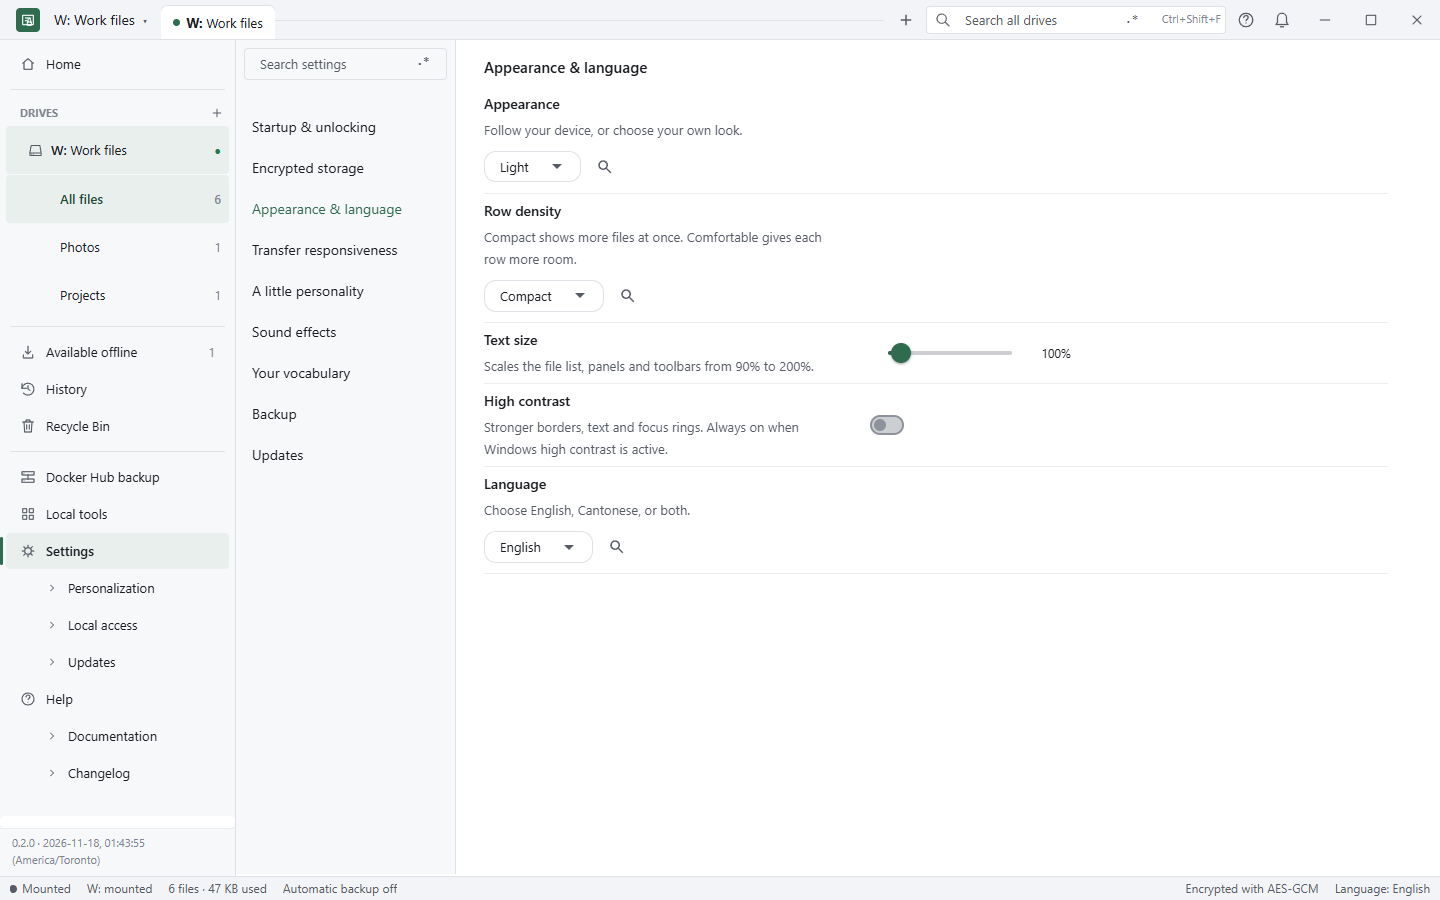 W: Work files
W: Work files
Search all drives
.*
Ctrl+Shift+F
Home
DRIVES
W: Work files
All files 6
Photos 1
Projects 1
Available offline 1
History
Recycle Bin
Docker Hub backup
Local tools
Settings
Personalization
Local access
Updates
Help
Documentation
Changelog
0.2.0 · 2026-11-18, 01:43:55
(America/Toronto)
Search settings .*
Startup & unlocking
Encrypted storage
Appearance & language
Transfer responsiveness
A little personality
Sound effects
Your vocabulary
Backup
Updates
Appearance & language
Appearance
Follow your device, or choose your own look.
Light
Row density
Compact shows more files at once. Comfortable gives each
row more room.
Compact
Text size
Scales the file list, panels and toolbars from 90% to 200%.
100%
High contrast
Stronger borders, text and focus rings. Always on when
Windows high contrast is active.
Language
Choose English, Cantonese, or both.
English
Mounted
W: mounted
6 files · 47 KB used
Automatic backup off
Encrypted with AES-GCM
Language: English